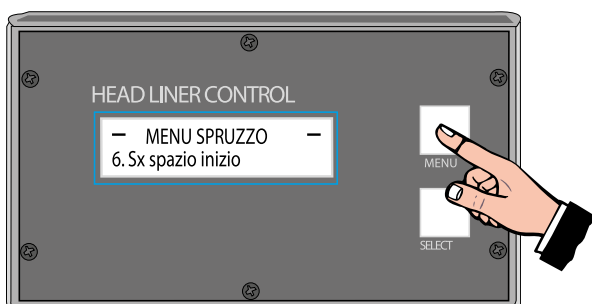 HEAD LINER CONTROL
– MENU SPRUZZO –
6. Sx spazio inizio
MENU
SELECT